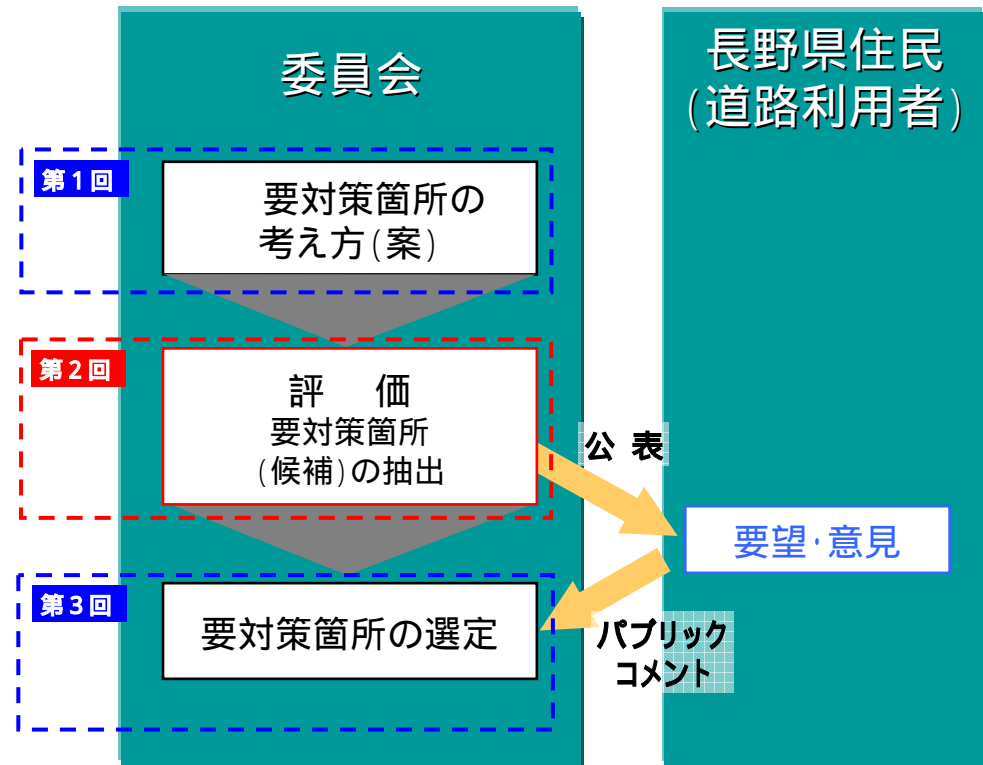 委員会
長野県住民
(道路利用者)
第1回
要対策箇所の
考え方(案)
第2回
評 価
要対策箇所
(候補)の抽出
公 表
要望・意見
第3回
要対策箇所の選定
パブリック
コメント